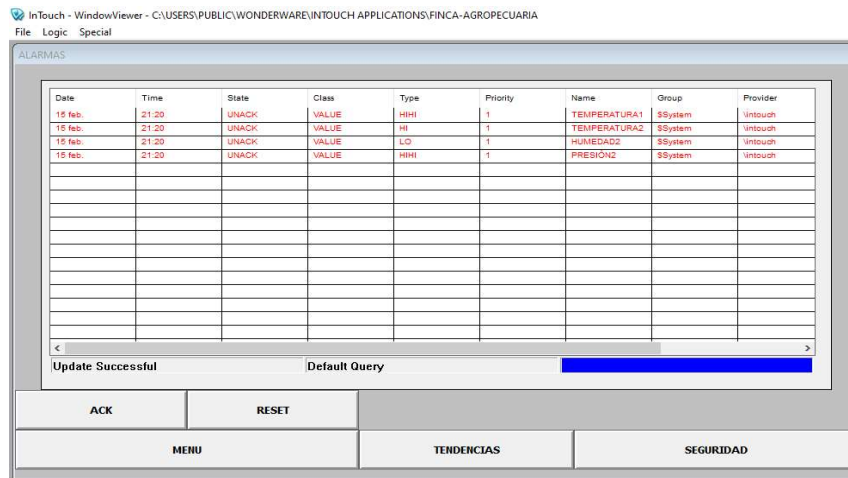 InTouch - WindowViewer - C:\USERS\PUBLIC\WONDERWARE\INTOUCH APPLICATIONS\FINCA-AGROPECUARIA
File Logic Special
ALARMAS
Date Time State Class Type Priority Name Group Provider
15 feb. 21:20 UNACK VALUE HIHI 1 TEMPERATURA1 $System \intouch
15 feb. 21:20 UNACK VALUE HI 1 TEMPERATURA2 $System \intouch
15 feb. 21:20 UNACK VALUE LO 1 HUMEDAD2 $System \intouch
15 feb. 21:20 UNACK VALUE HIHI 1 PRESIÓN2 $System \intouch
Update Successful Default Query
ACK RESET
MENU TENDENCIAS SEGURIDAD